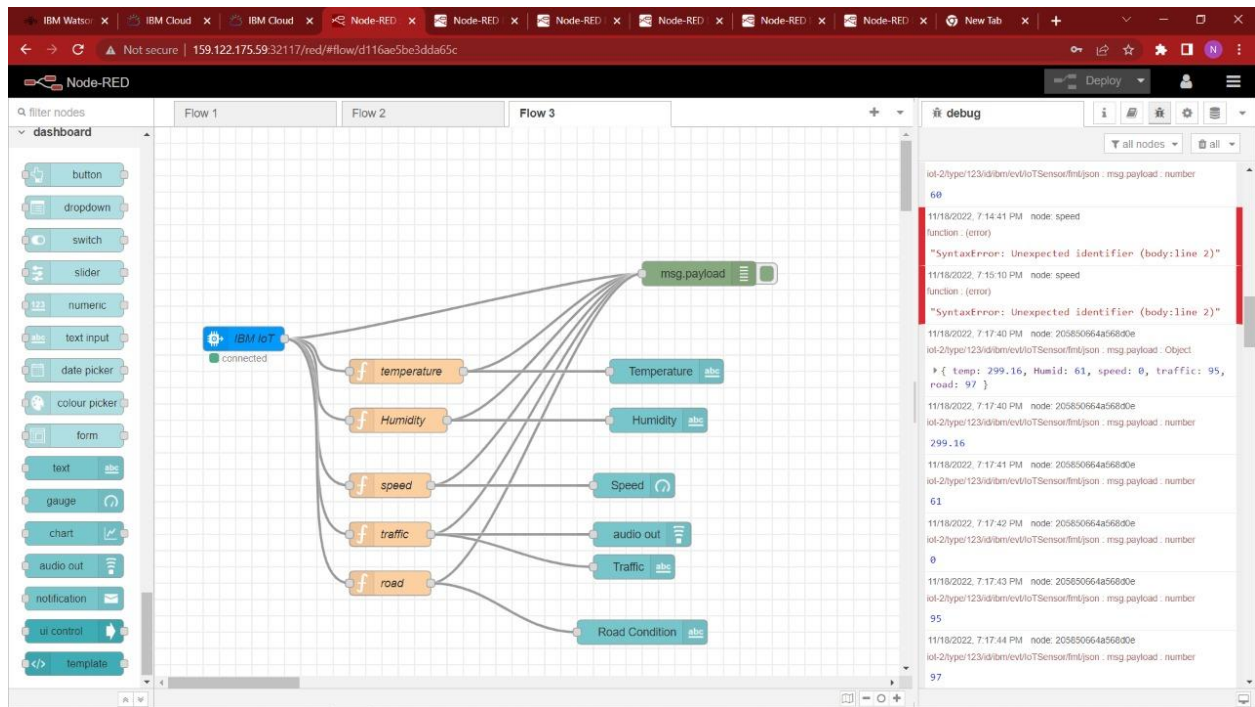 IBM Watsor
IBM Cloud
IBM Cloud
Node-RED
Node-RED
Node-RED
Node-RED
Node-RED
Node-RED
New Tab
Not secure | 159.122.175.59:32117/red/#flow/d116ae5be3dda65c
N
Node-RED
Deploy
filter nodes
Flow 1
Flow 2
Flow 3
debug
all nodes
all
dashboard
button
dropdown
switch
slider
123 numeric
abc text input
date picker
colour picker
form
text abc
gauge
chart
audio out
notification
ui control
</> template
IBM IoT
connected
f temperature
f Humidity
f speed
f traffic
f road
msg.payload
Temperature abc
Humidity abc
Speed
audio out
Traffic abc
Road Condition abc
iot-2/type/123/id/ibm/evt/IoTSensor/fmt/json : msg.payload : number
60
11/18/2022, 7:14:41 PM node: speed
function : (error)
"SyntaxError: Unexpected identifier (body:line 2)"
11/18/2022, 7:15:10 PM node: speed
function : (error)
"SyntaxError: Unexpected identifier (body:line 2)"
11/18/2022, 7:17:40 PM node: 205850664a568d0e
iot-2/type/123/id/ibm/evt/IoTSensor/fmt/json : msg.payload : Object
{ temp: 299.16, Humid: 61, speed: 0, traffic: 95,
road: 97 }
11/18/2022, 7:17:40 PM node: 205850664a568d0e
iot-2/type/123/id/ibm/evt/IoTSensor/fmt/json : msg.payload : number
299.16
11/18/2022, 7:17:41 PM node: 205850664a568d0e
iot-2/type/123/id/ibm/evt/IoTSensor/fmt/json : msg.payload : number
61
11/18/2022, 7:17:42 PM node: 205850664a568d0e
iot-2/type/123/id/ibm/evt/IoTSensor/fmt/json : msg.payload : number
0
11/18/2022, 7:17:43 PM node: 205850664a568d0e
iot-2/type/123/id/ibm/evt/IoTSensor/fmt/json : msg.payload : number
95
11/18/2022, 7:17:44 PM node: 205850664a568d0e
iot-2/type/123/id/ibm/evt/IoTSensor/fmt/json : msg.payload : number
97